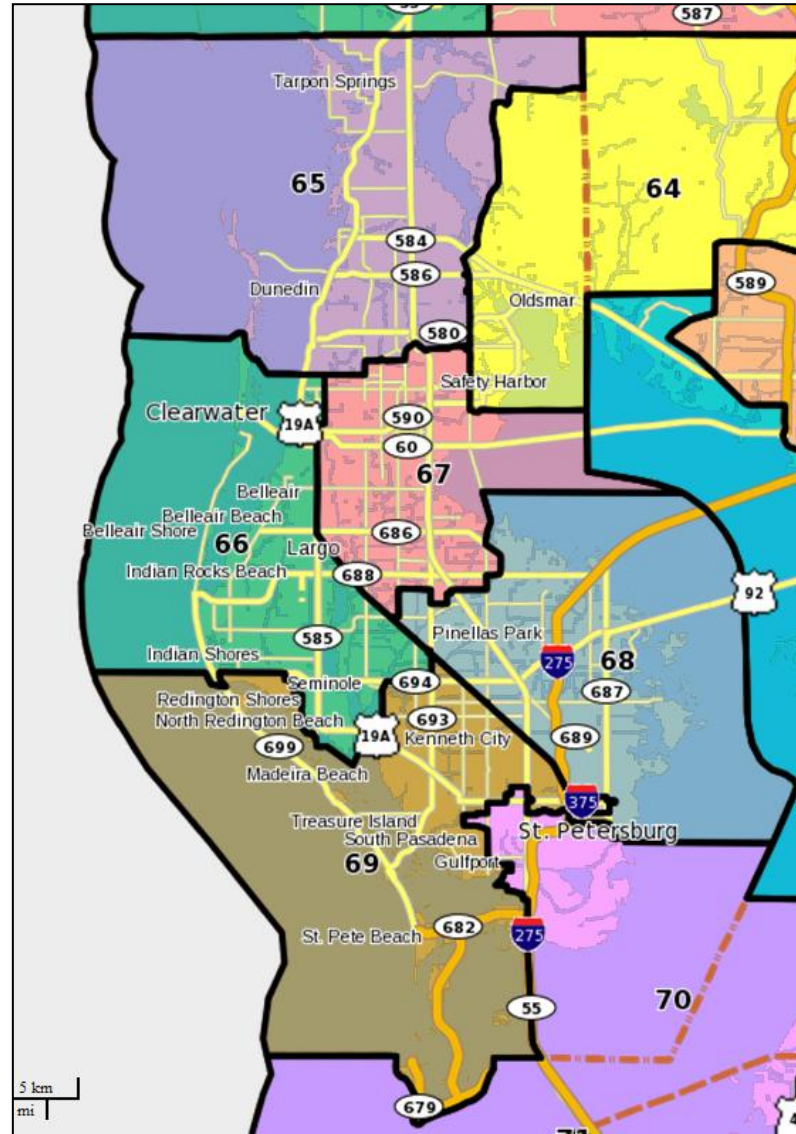 55
587
Tarpon Springs
65
64
584
586
589
Dunedin
Oldsmar
580
Safety Harbor
Clearwater
19A
590
60
67
Belleair
Belleair Beach
Belleair Shore
66
686
Largo
Indian Rocks Beach
688
92
585
Pinellas Park
275
68
Indian Shores
Seminole
694
687
Redington Shores
North Redington Beach
693
19A
Kenneth City
689
699
Madeira Beach
375
Treasure Island
St. Petersburg
South Pasadena
69
Gulfport
St. Pete Beach
682
275
70
55
5 km
mi
679
4
71